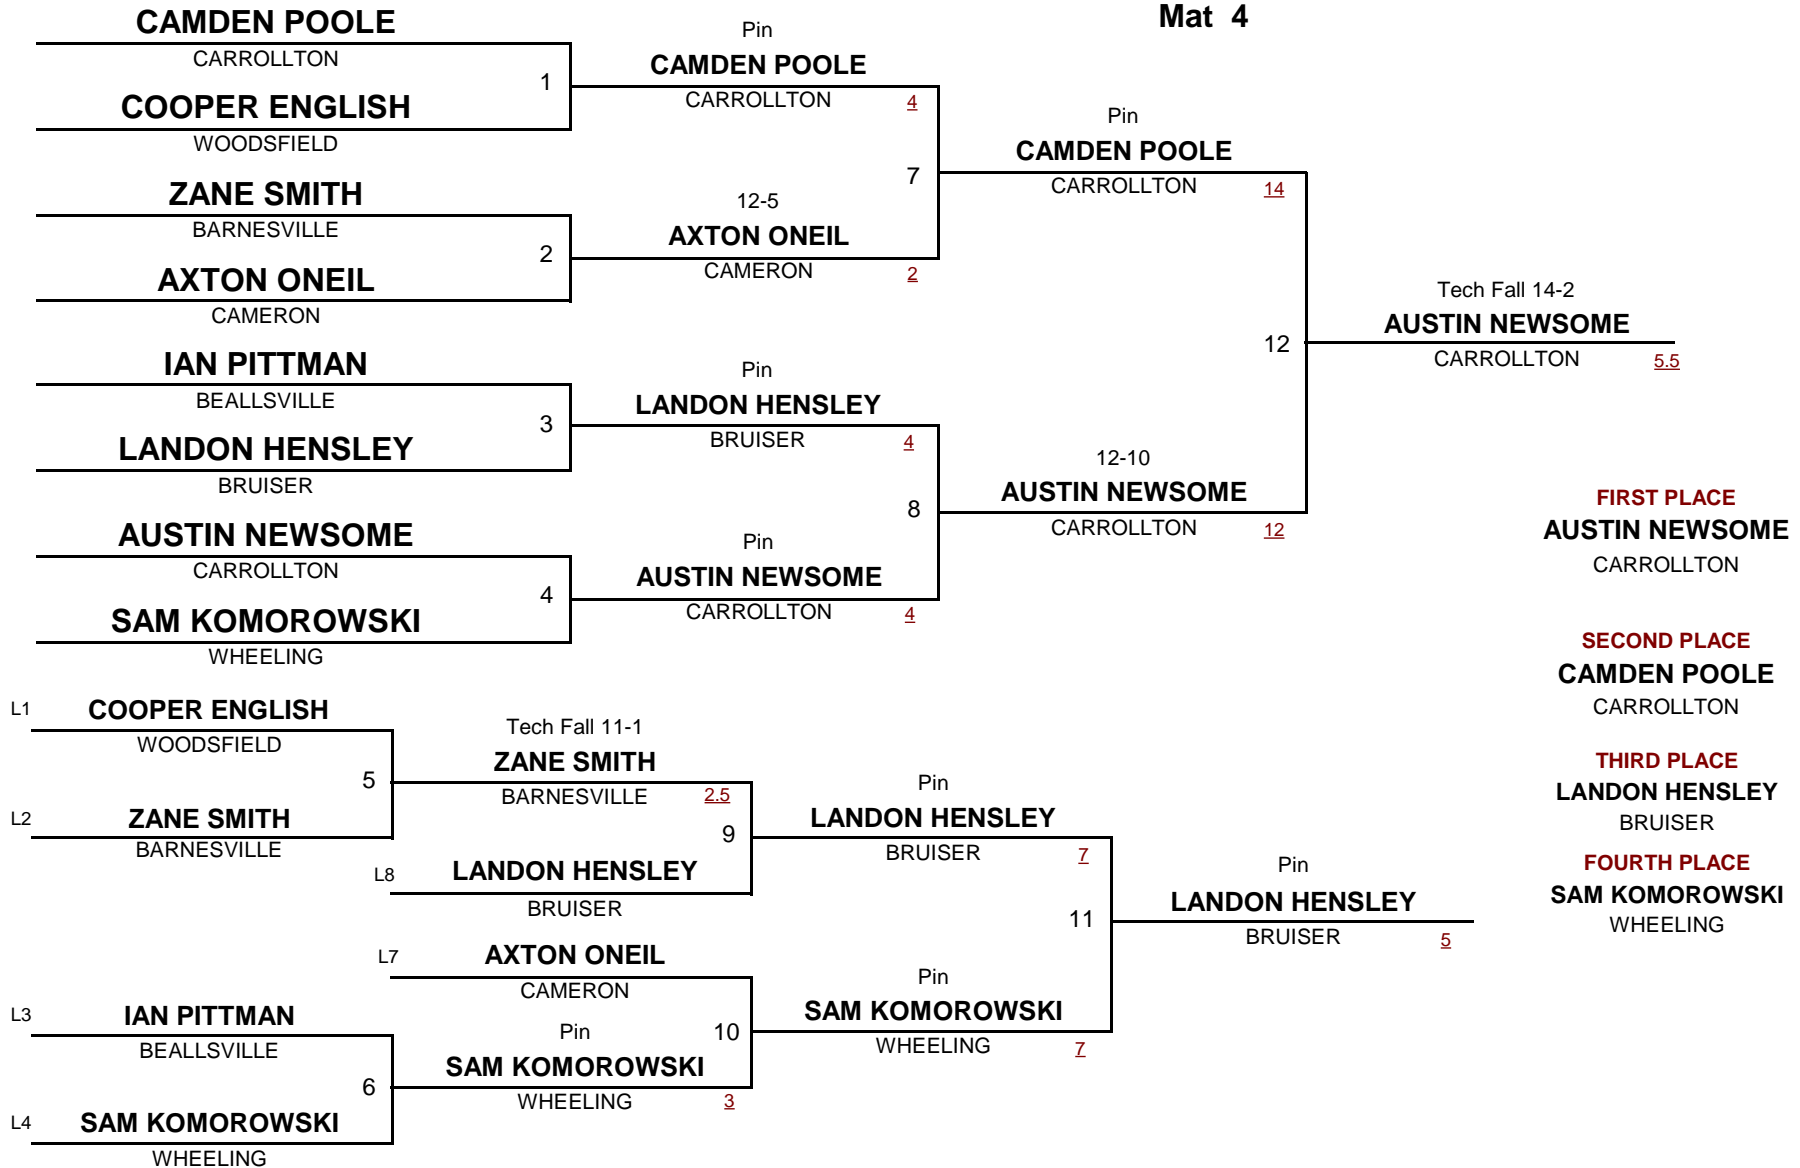 Mat 4
CAMDEN POOLE
CARROLLTON
1
COOPER ENGLISH
WOODSFIELD
ZANE SMITH
BARNESVILLE
2
AXTON ONEIL
CAMERON
IAN PITTMAN
BEALLSVILLE
3
LANDON HENSLEY
BRUISER
AUSTIN NEWSOME
CARROLLTON
4
SAM KOMOROWSKI
WHEELING
Pin
CAMDEN POOLE
CARROLLTON 4
7
12-5
AXTON ONEIL
CAMERON 2
Pin
LANDON HENSLEY
BRUISER 4
8
Pin
AUSTIN NEWSOME
CARROLLTON 4
Pin
CAMDEN POOLE
CARROLLTON 14
12
12-10
AUSTIN NEWSOME
CARROLLTON 12
Tech Fall 14-2
AUSTIN NEWSOME
CARROLLTON 5.5
FIRST PLACE
AUSTIN NEWSOME
CARROLLTON
SECOND PLACE
CAMDEN POOLE
CARROLLTON
THIRD PLACE
LANDON HENSLEY
BRUISER
FOURTH PLACE
SAM KOMOROWSKI
WHEELING
L1 COOPER ENGLISH
WOODSFIELD
5
L2 ZANE SMITH
BARNESVILLE
Tech Fall 11-1
ZANE SMITH
BARNESVILLE 2.5
9
L8 LANDON HENSLEY
BRUISER
L7 AXTON ONEIL
CAMERON
10
L3 IAN PITTMAN
BEALLSVILLE
6
L4 SAM KOMOROWSKI
WHEELING
Pin
SAM KOMOROWSKI
WHEELING 3
Pin
LANDON HENSLEY
BRUISER 7
11
Pin
SAM KOMOROWSKI
WHEELING 7
Pin
LANDON HENSLEY
BRUISER 5